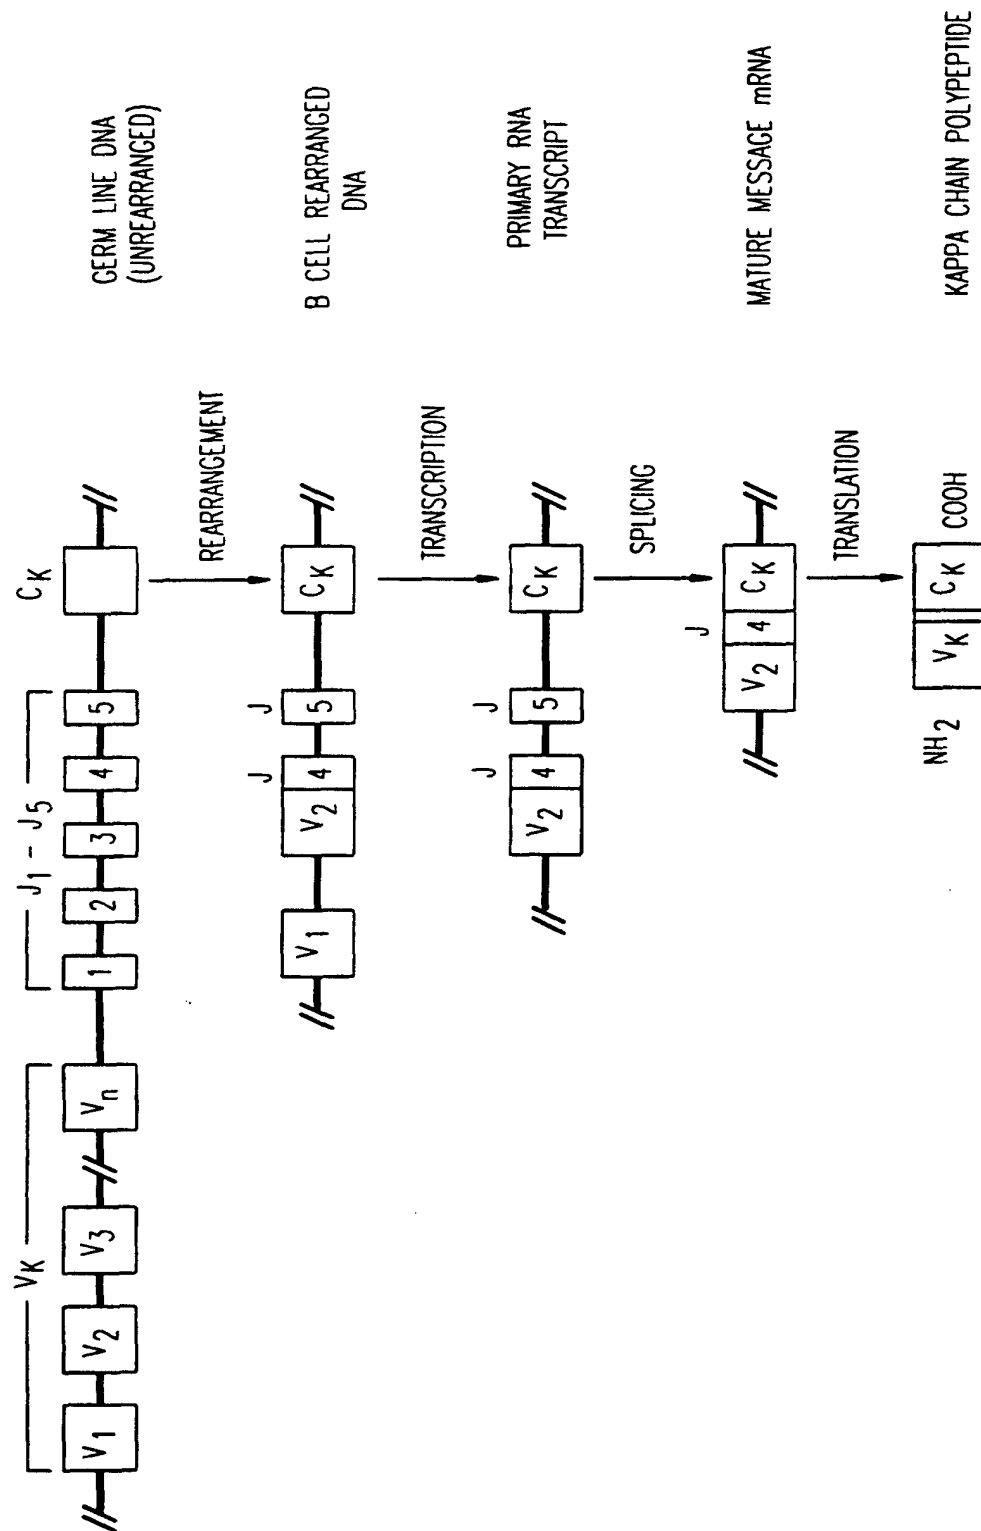 V_K
J_1 – J_5
C_K
V_1 V_2 V_3 V_n 1 2 3 4 5
GERM LINE DNA
(UNREARRANGED)
REARRANGEMENT
J J
V_1 V_2 4 5 C_K
B CELL REARRANGED
DNA
TRANSCRIPTION
J J
V_2 4 5 C_K
PRIMARY RNA
TRANSCRIPT
SPLICING
J
V_2 4 C_K
MATURE MESSAGE mRNA
TRANSLATION
NH_2 V_K C_K COOH
KAPPA CHAIN POLYPEPTIDE